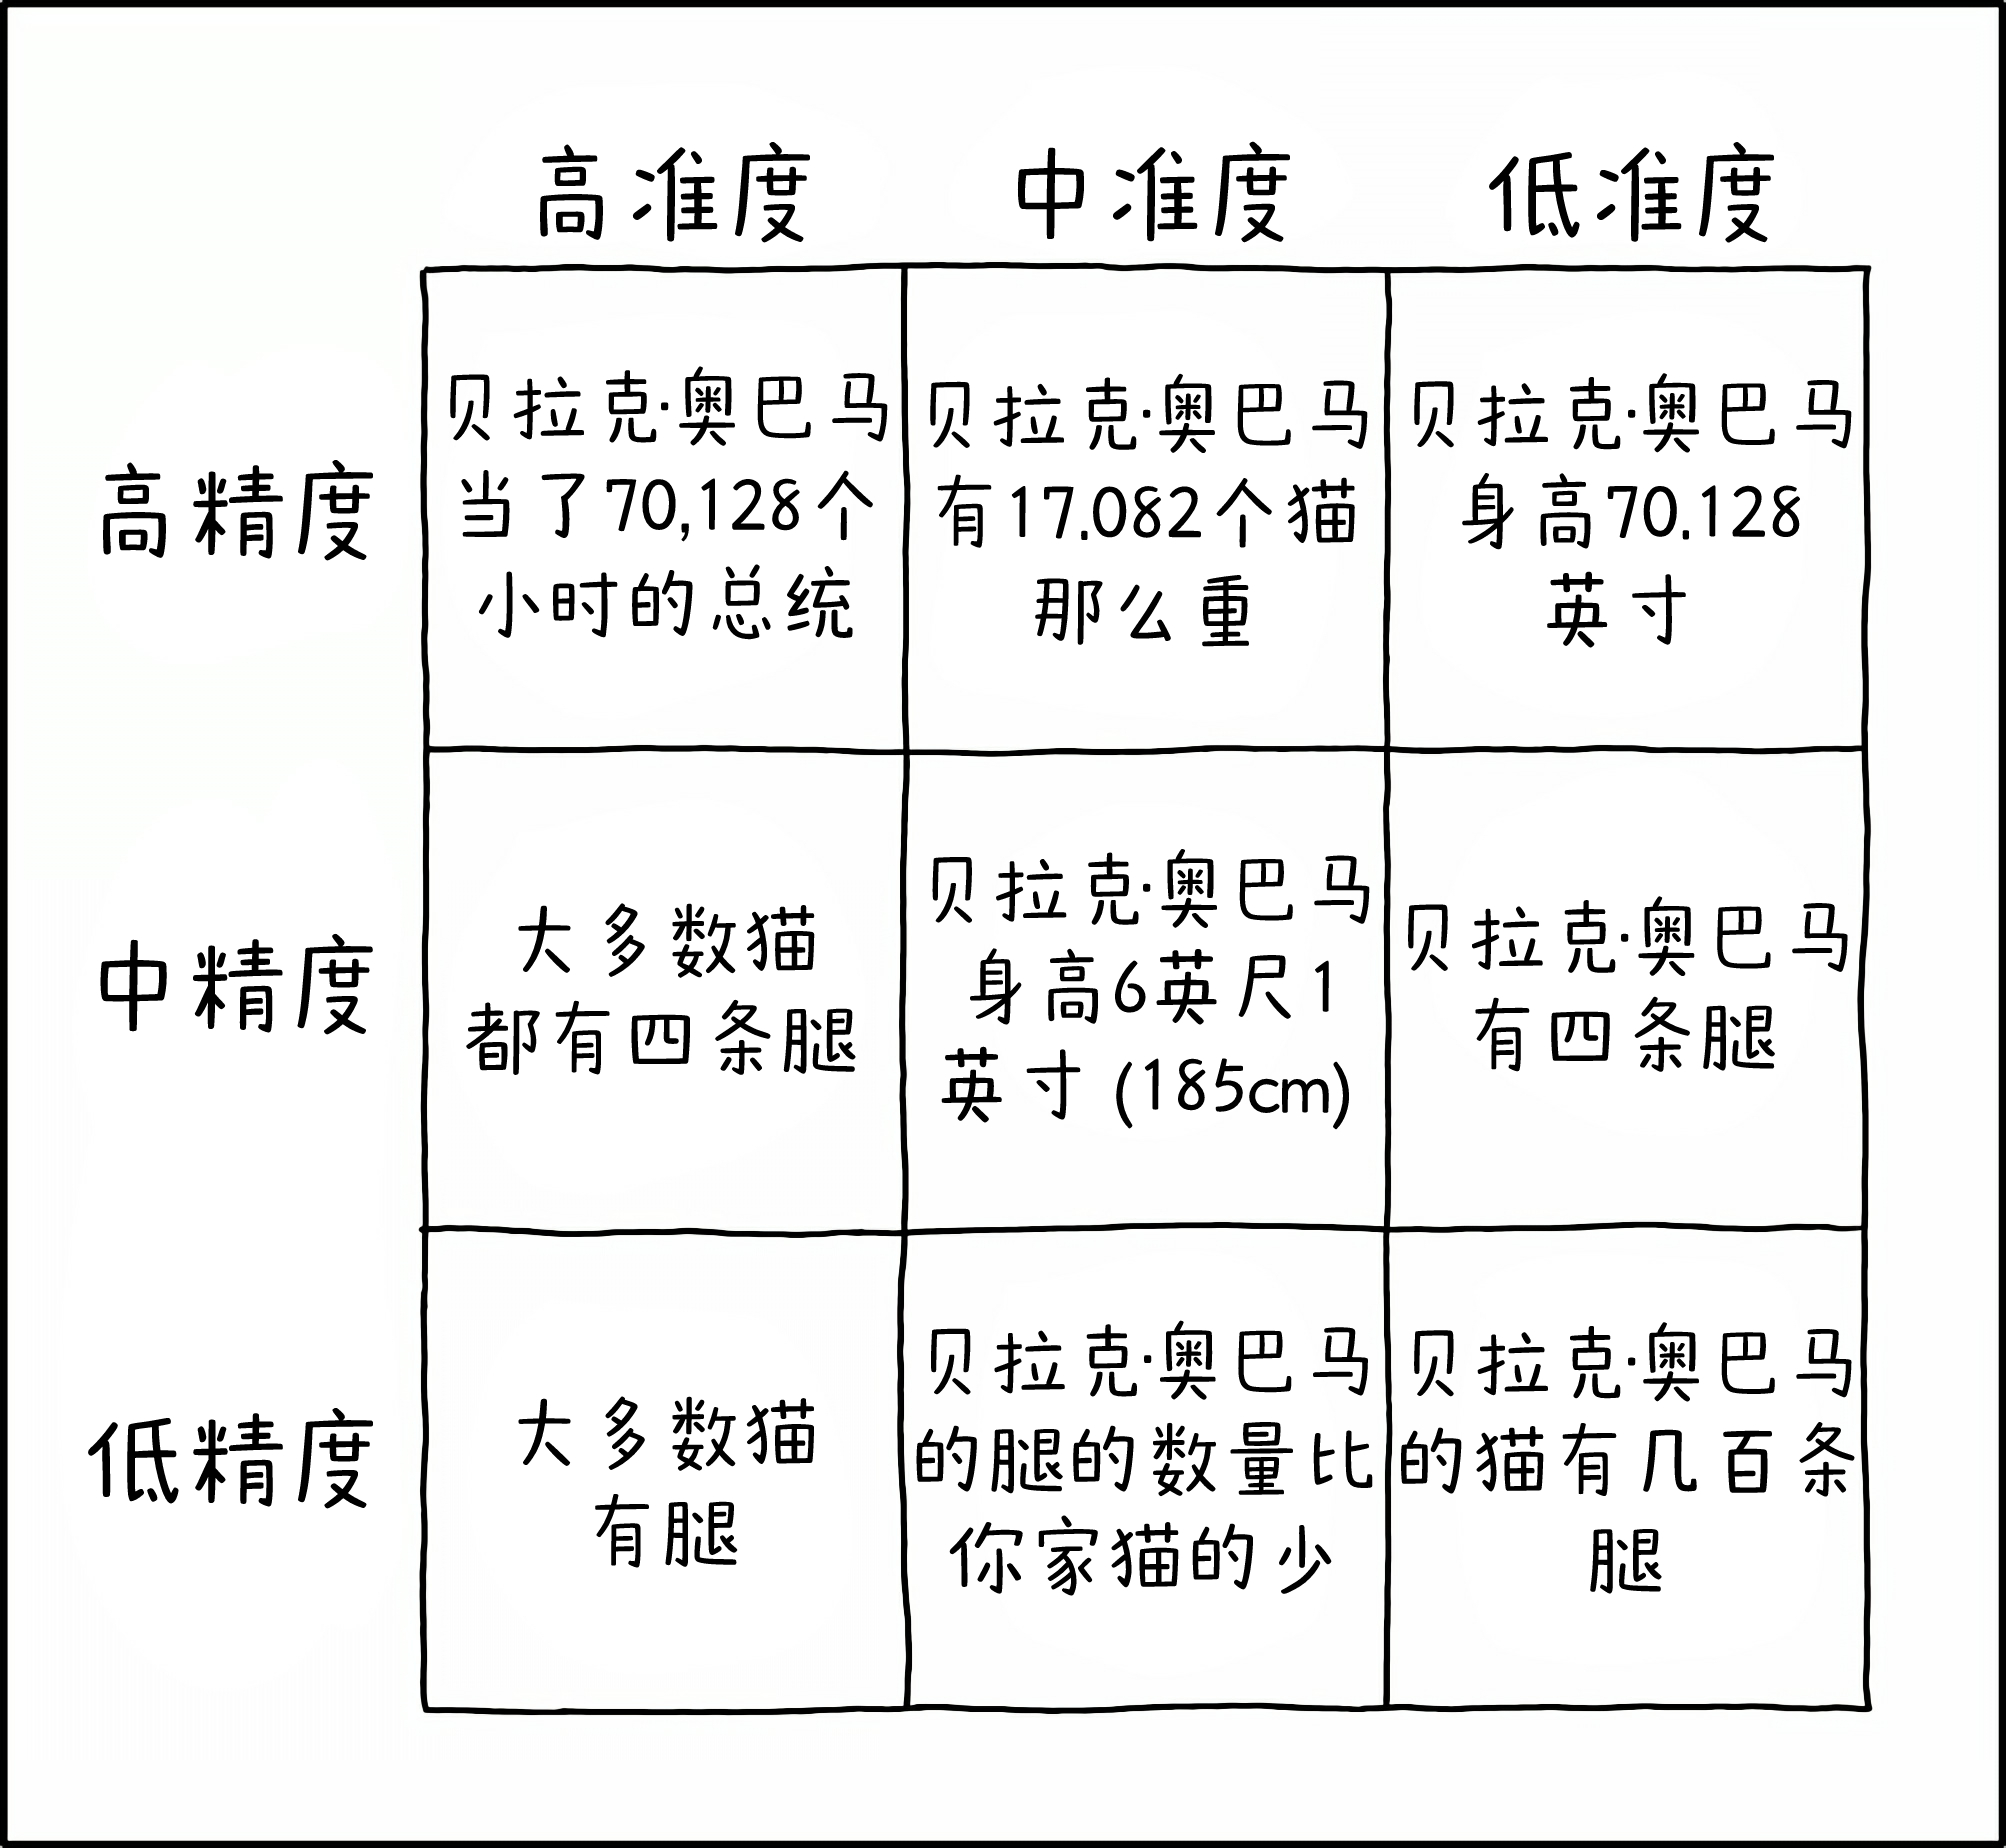 高准度 中准度 低准度
高精度
贝拉克·奥巴马
当了70,128个
小时的总统
贝拉克·奥巴马
有17.082个猫
那么重
贝拉克·奥巴马
身高70.128
英寸
中精度
大多数猫
都有四条腿
贝拉克·奥巴马
身高6英尺1
英寸 (185cm)
贝拉克·奥巴马
有四条腿
低精度
大多数猫
有腿
贝拉克·奥巴马
的腿的数量比
你家猫的少
贝拉克·奥巴马
的猫有几百条
腿